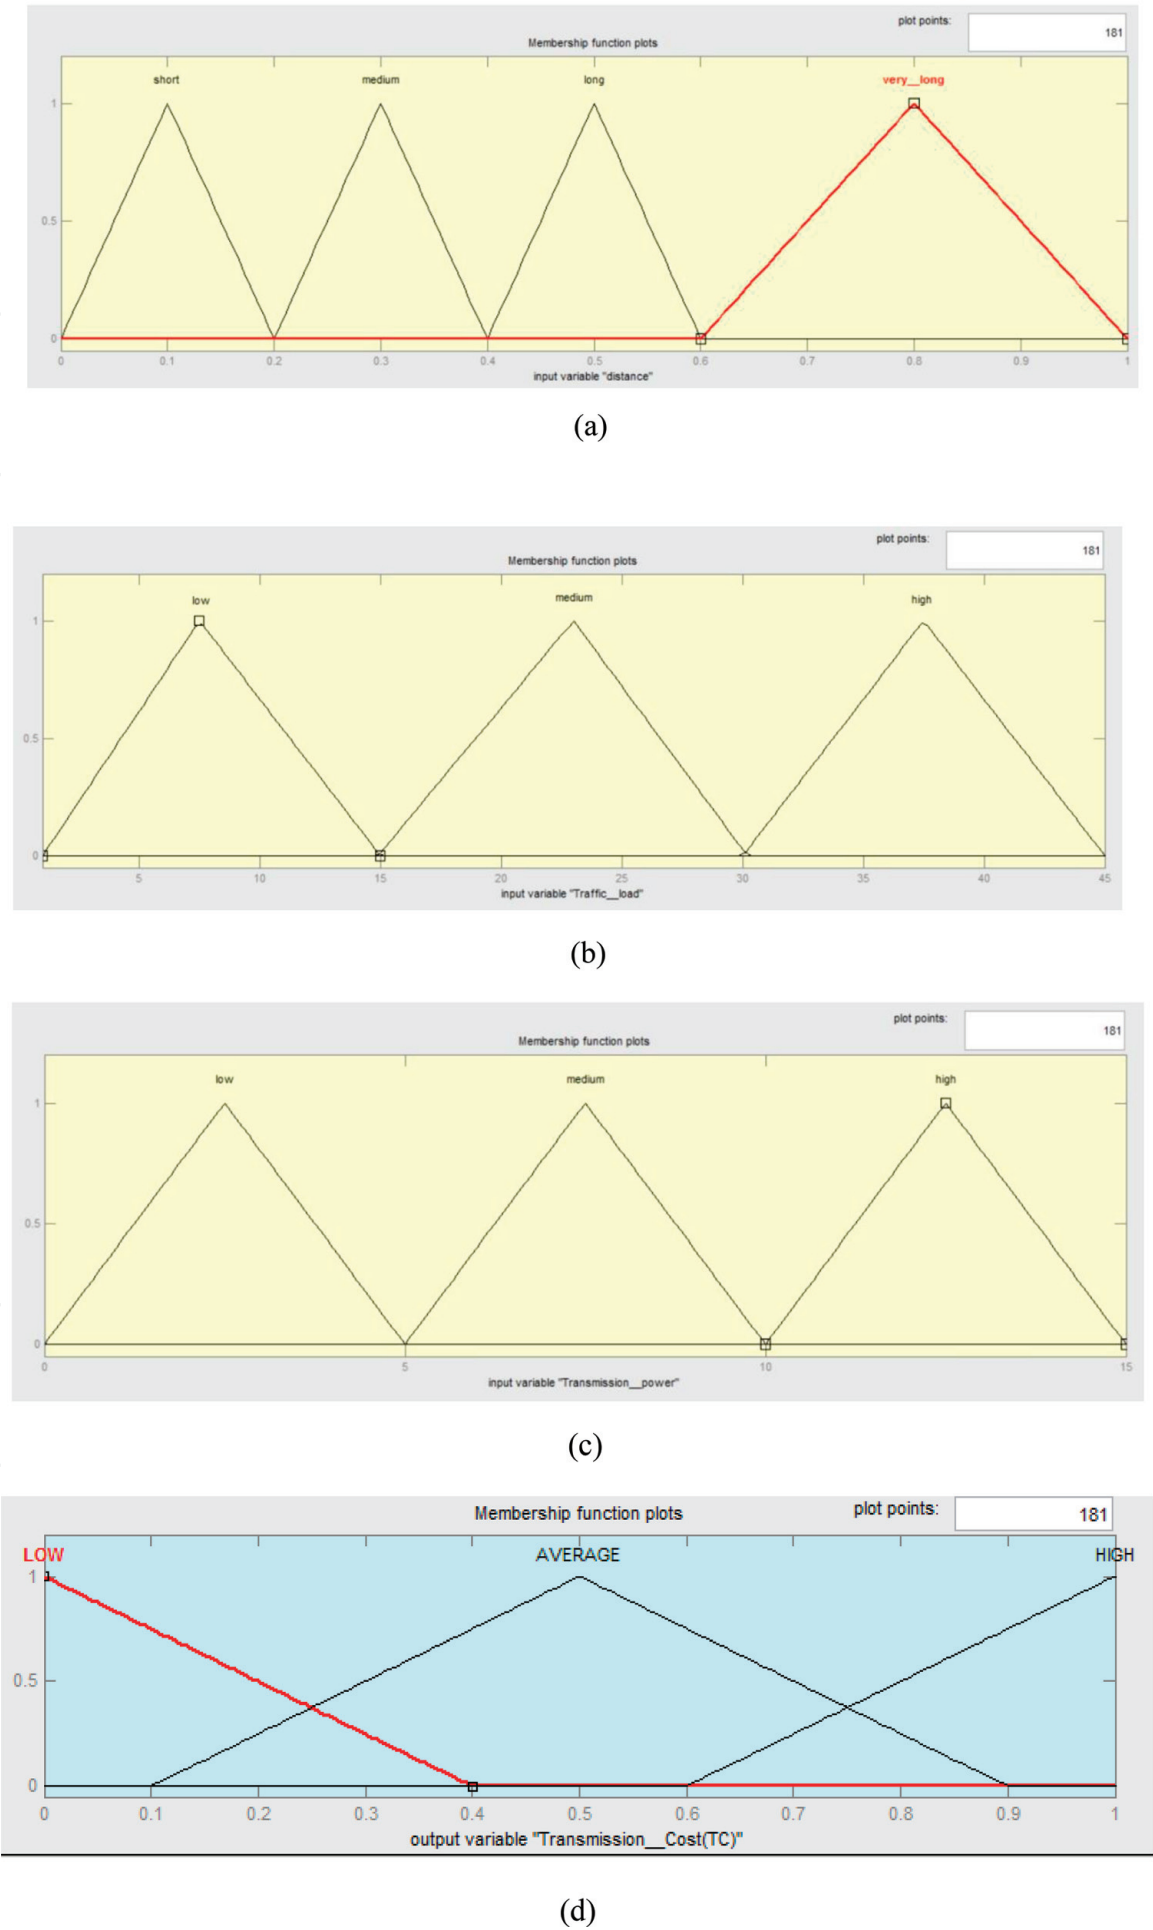 plot points: 181
Membership function plots
short medium long very__long
1
0.5
0
0 0.1 0.2 0.3 0.4 0.5 0.6 0.7 0.8 0.9 1
input variable "distance"
(a)
plot points: 181
Membership function plots
low medium high
1
0.5
0
5 10 15 20 25 30 35 40 45
input variable "Traffic__load"
(b)
plot points: 181
Membership function plots
low medium high
1
0.5
0
0 5 10 15
input variable "Transmission__power"
(c)
Membership function plots plot points: 181
LOW AVERAGE HIGH
1
0.5
0
0 0.1 0.2 0.3 0.4 0.5 0.6 0.7 0.8 0.9 1
output variable "Transmission__Cost(TC)"
(d)